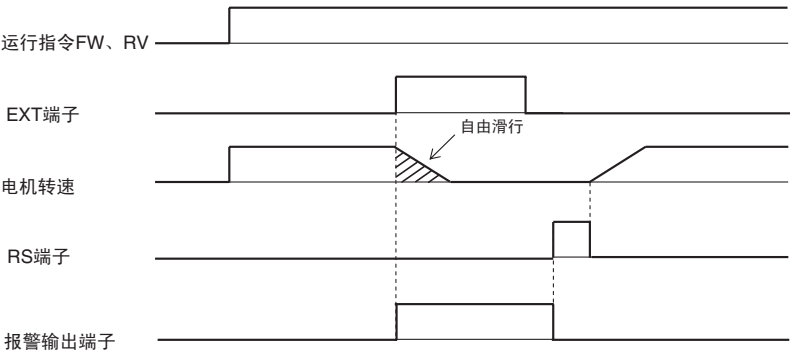 运行指令FW、RV
EXT端子
自由滑行
电机转速
RS端子
报警输出端子